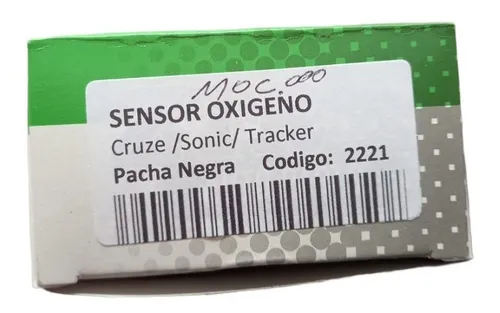 MOC.000
SENSOR OXIGENO
Cruze /Sonic/ Tracker
Pacha Negra Codigo: 2221